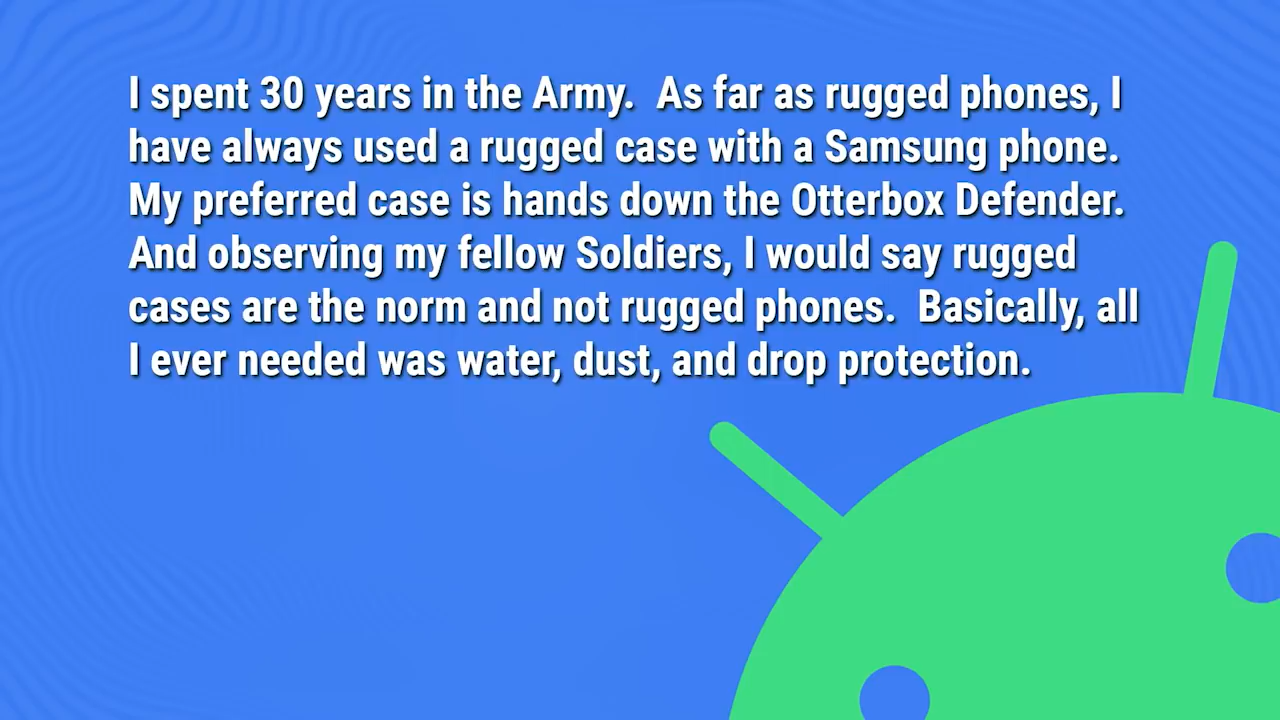 I spent 30 years in the Army.  As far as rugged phones, I
have always used a rugged case with a Samsung phone.
My preferred case is hands down the Otterbox Defender.
And observing my fellow Soldiers, I would say rugged
cases are the norm and not rugged phones.  Basically, all
I ever needed was water, dust, and drop protection.